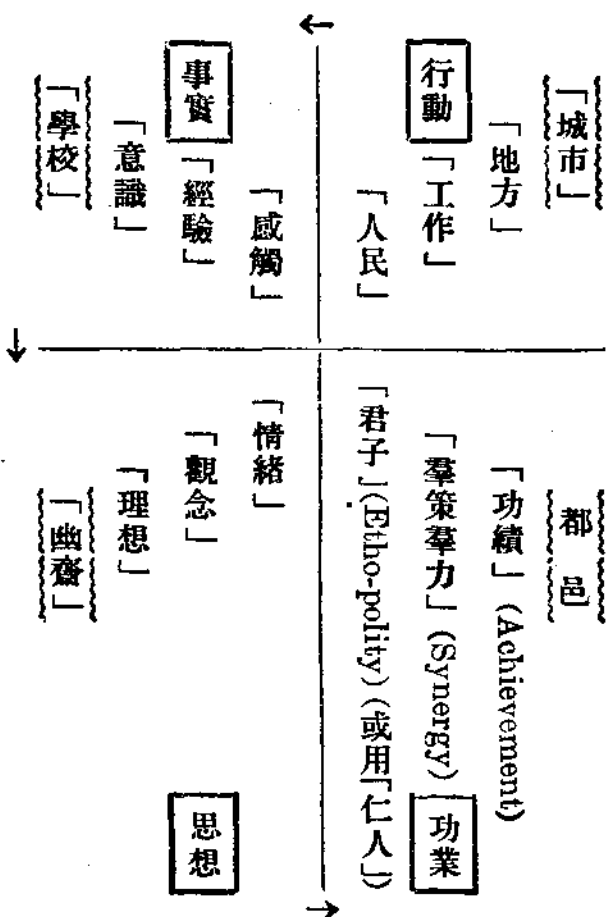 「城市」
「地方」
行動
「工作」
「人民」
都邑
「功績」(Achievement)
「羣策羣力」(Synergy)
功業
「君子」(Etho-polity)(或用「仁人」)
「感觸」
事實
「經驗」
「意識」
「學校」
「情緒」
「觀念」
思想
「理想」
「幽齋」